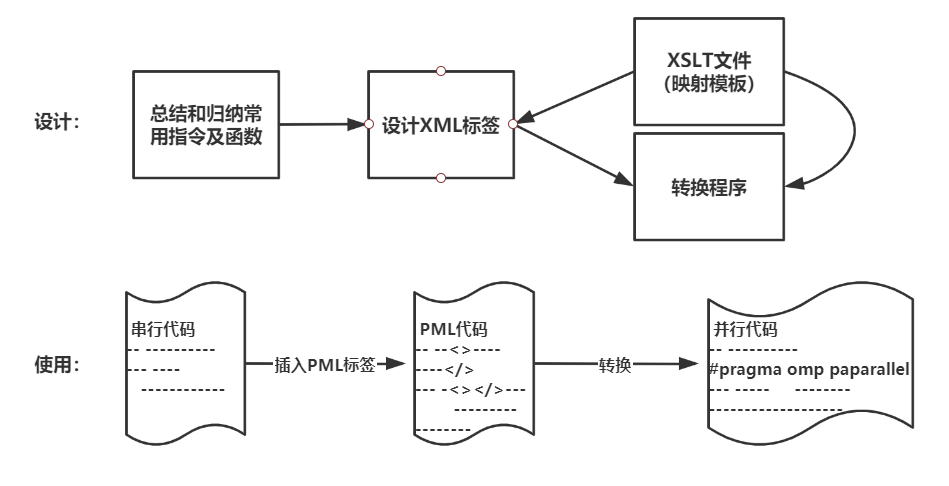 设计：
总结和归纳常
用指令及函数
设计XML标签
XSLT文件
（映射模板）
转换程序
使用：
串行代码
-- ----------
--- ----
------------
插入PML标签
PML代码
-- --<>----
----</>
-- -<></>---
---------
--------
转换
并行代码
-- ----------
#pragma omp paparallel
--- ----- --------
-------------------